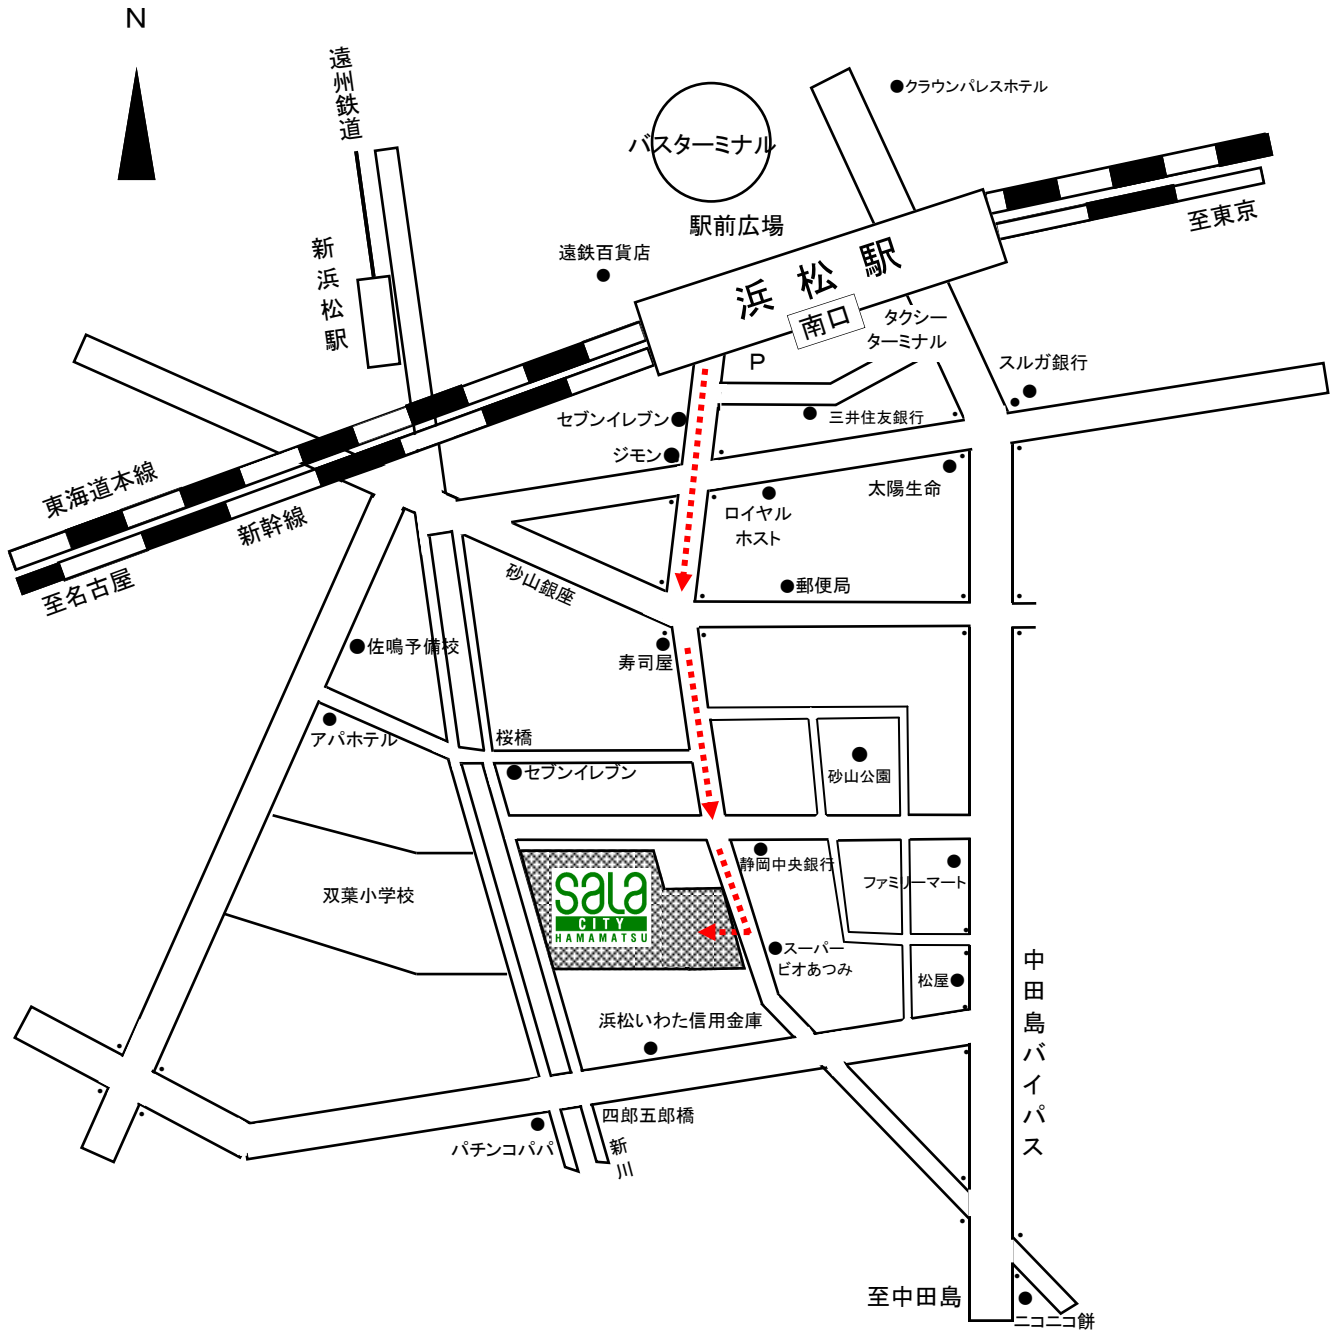 N
遠州鉄道
クラウンパレスホテル
バスターミナル
駅前広場
至東京
新浜松駅
遠鉄百貨店
浜松駅
南口
タクシー
ターミナル
P
スルガ銀行
セブンイレブン
三井住友銀行
ジモン
東海道本線
太陽生命
新幹線
ロイヤル
ホスト
至名古屋
砂山銀座
郵便局
佐鳴予備校
寿司屋
アパホテル
桜橋
セブンイレブン
砂山公園
静岡中央銀行
ファミリーマート
双葉小学校
sala
CITY
HAMAMATSU
スーパー
ビオあつみ
松屋
中田島バイパス
浜松いわた信用金庫
四郎五郎橋
パチンコパパ
新川
至中田島
ニコニコ餅